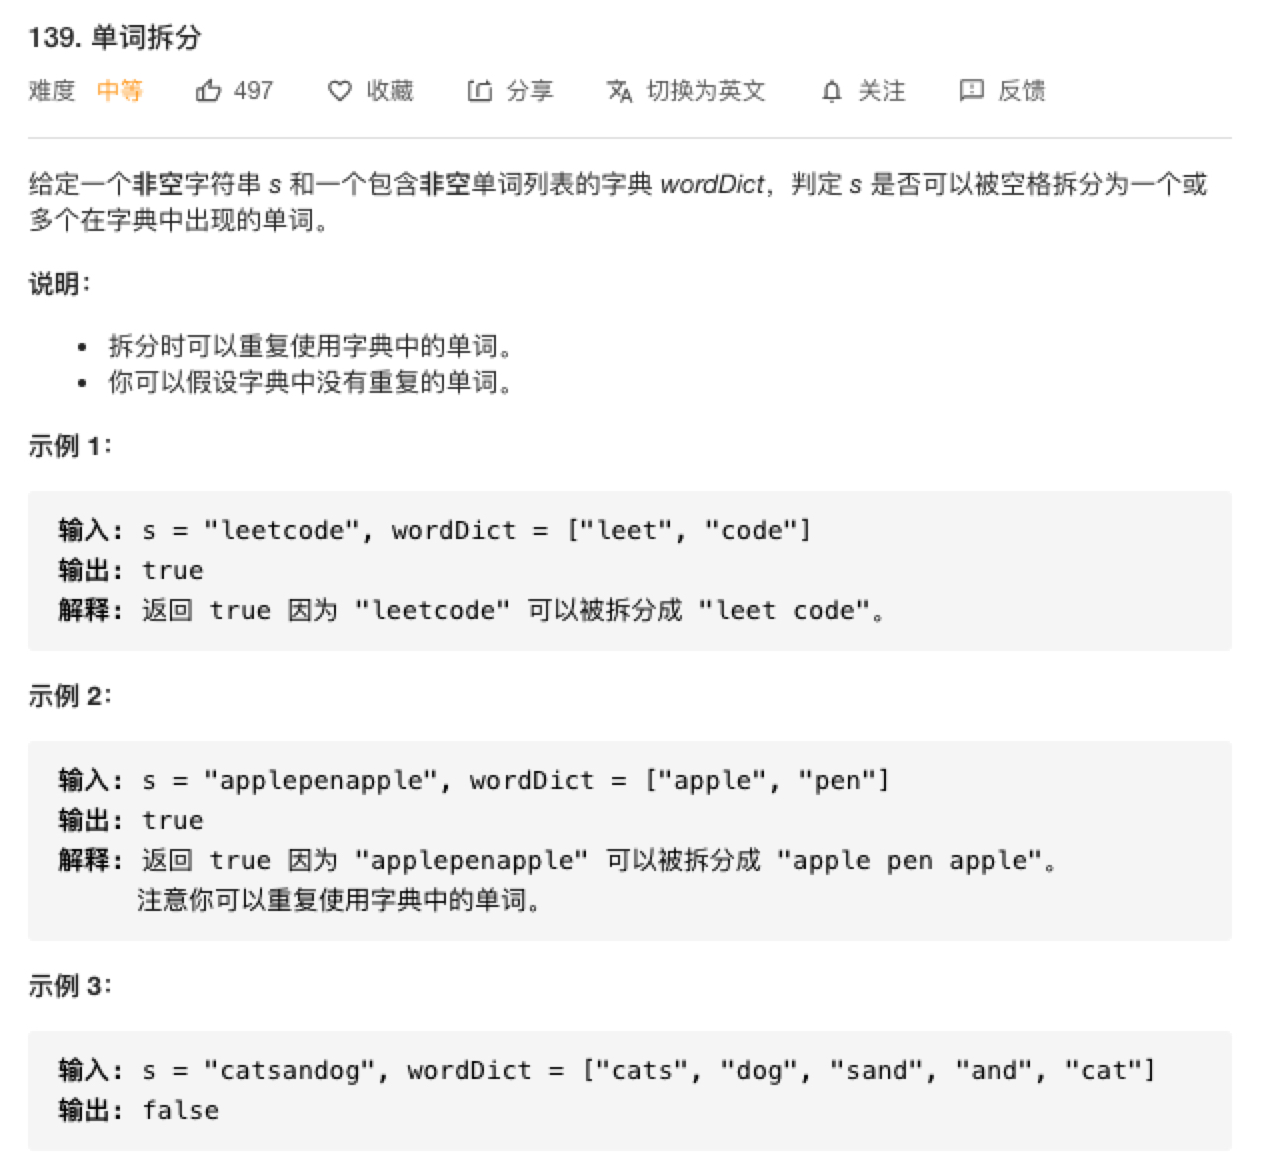 139. 单词拆分
难度 中等 497 收藏 分享 切换为英文 关注 反馈
给定一个非空字符串 s 和一个包含非空单词列表的字典 wordDict，判定 s 是否可以被空格拆分为一个或
多个在字典中出现的单词。
说明：
• 拆分时可以重复使用字典中的单词。
• 你可以假设字典中没有重复的单词。
示例 1：
输入: s = "leetcode", wordDict = ["leet", "code"]
输出: true
解释: 返回 true 因为 "leetcode" 可以被拆分成 "leet code"。
示例 2：
输入: s = "applepenapple", wordDict = ["apple", "pen"]
输出: true
解释: 返回 true 因为 "applepenapple" 可以被拆分成 "apple pen apple"。
注意你可以重复使用字典中的单词。
示例 3：
输入: s = "catsandog", wordDict = ["cats", "dog", "sand", "and", "cat"]
输出: false